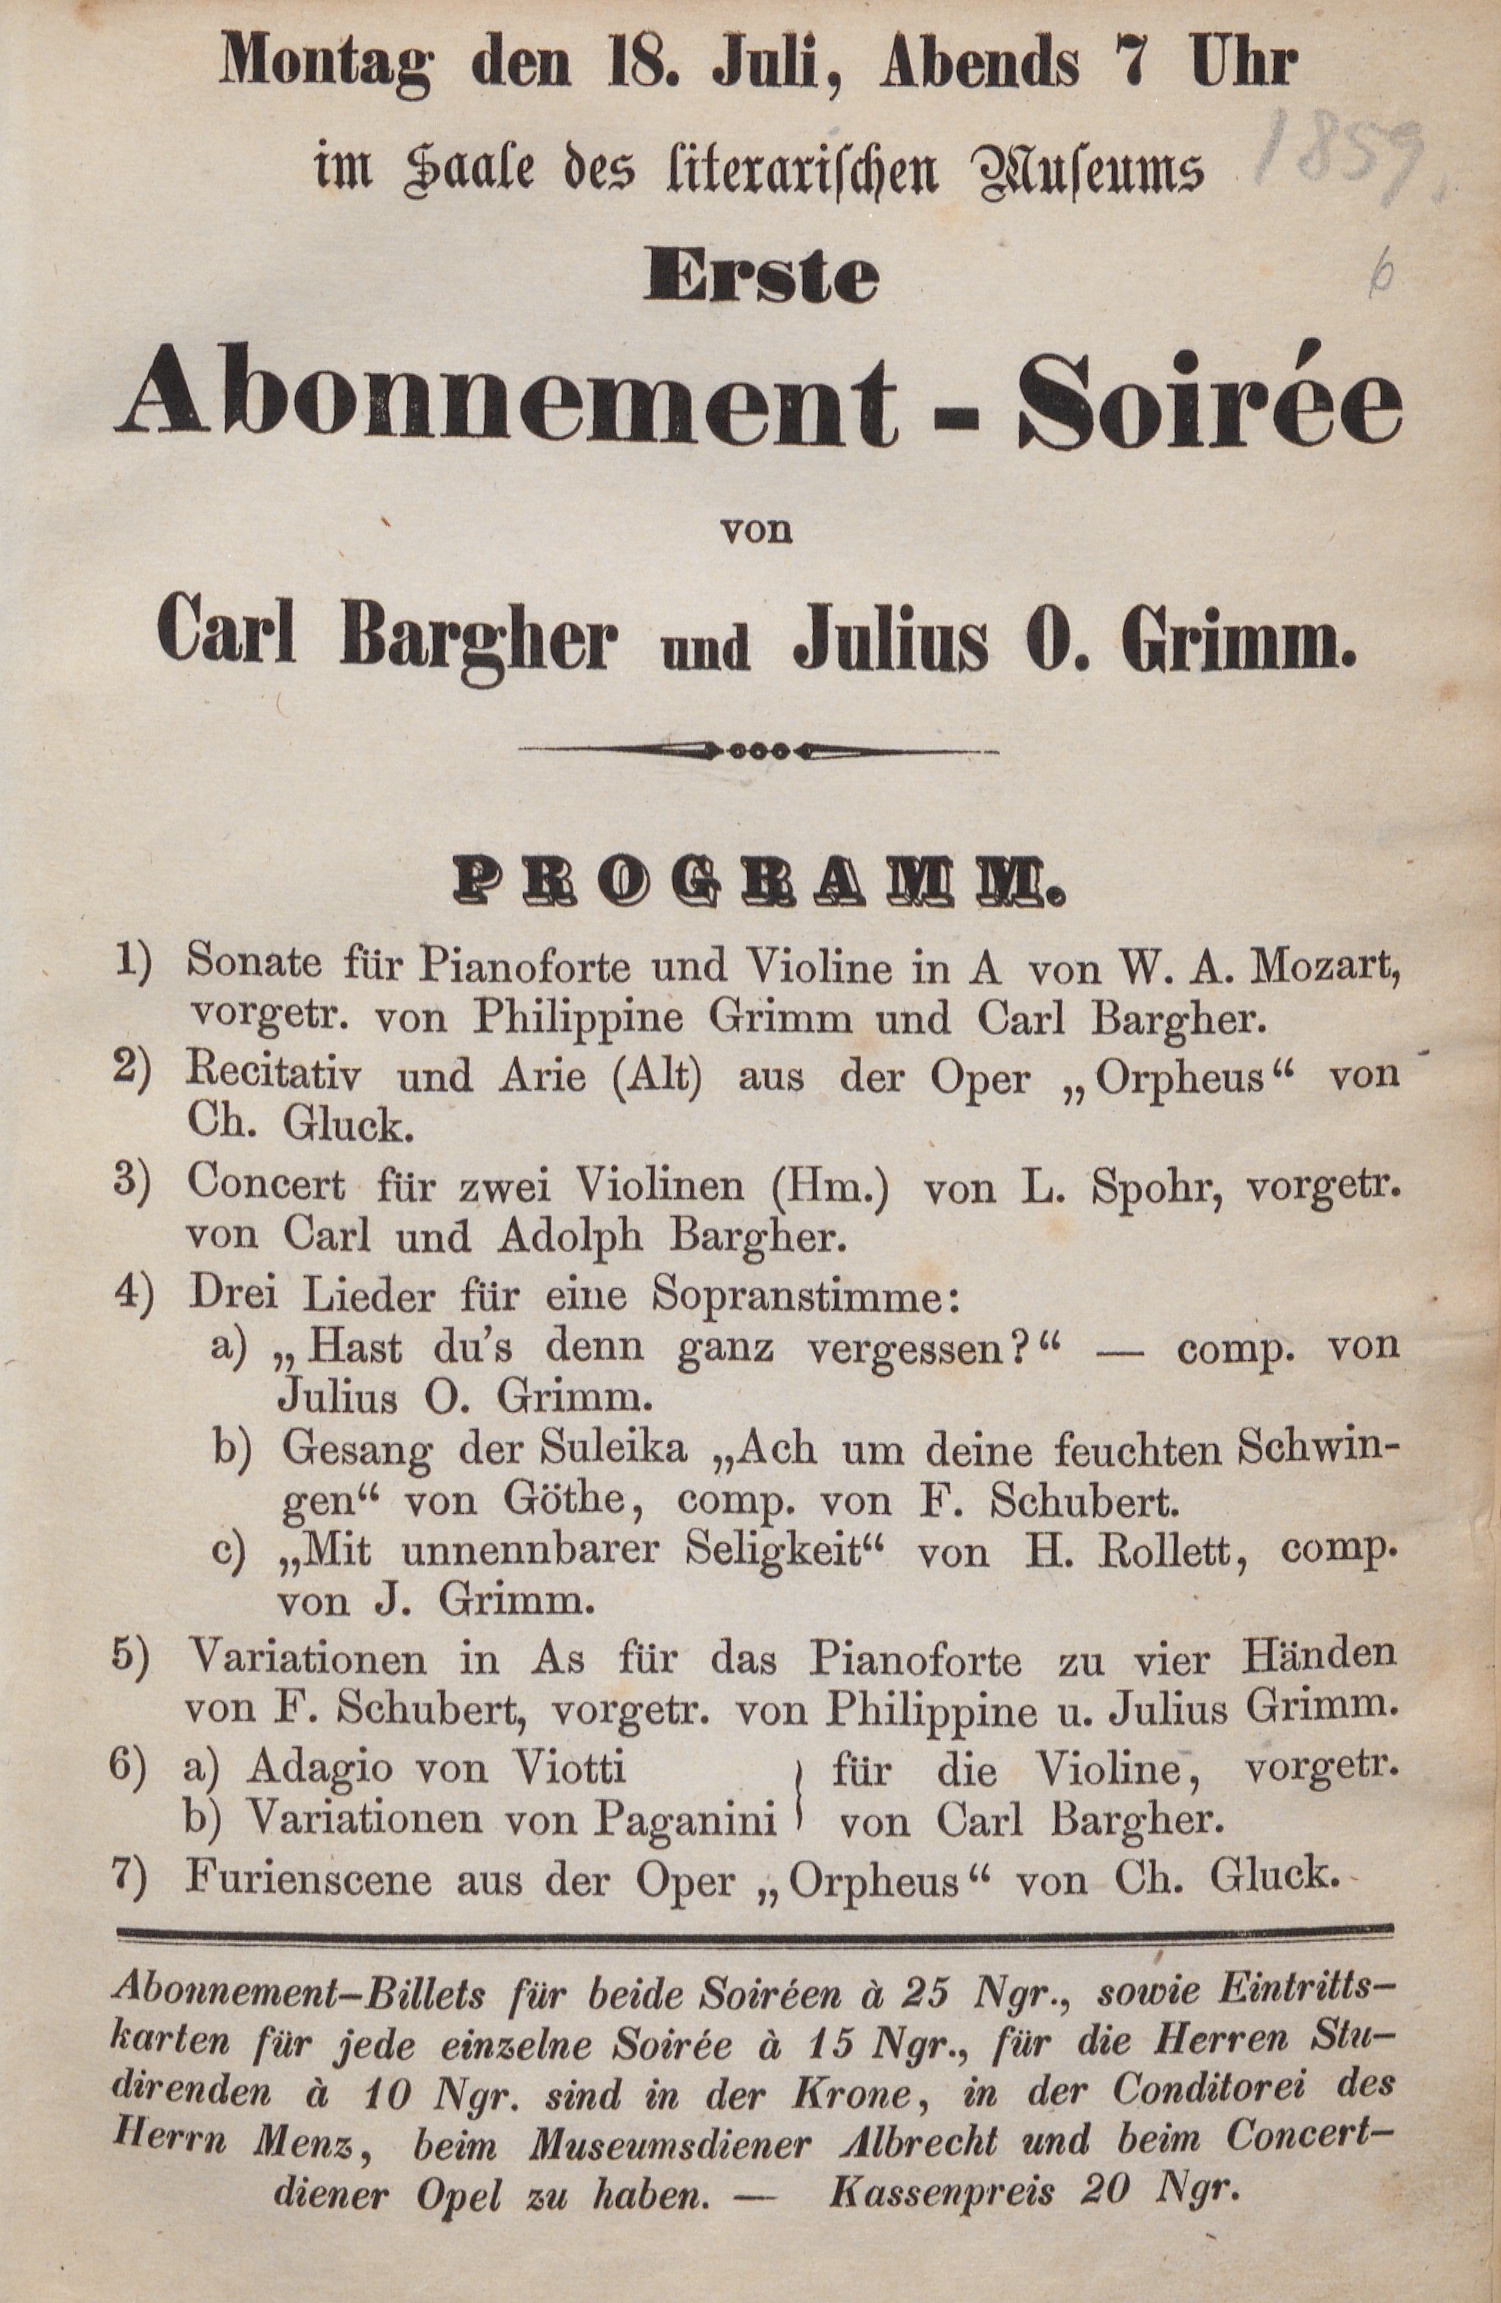 Montag den 18. Juli, Abends 7 Uhr
im Saale des literarischen Museums
1859.
Erste
6
Abonnement - Soirée
von
Carl Bargher und Julius O. Grimm.
PROGRAMM.
1) Sonate für Pianoforte und Violine in A von W. A. Mozart,
vorgetr. von Philippine Grimm und Carl Bargher.
2) Recitativ und Arie (Alt) aus der Oper „Orpheus“ von
Ch. Gluck.
3) Concert für zwei Violinen (Hm.) von L. Spohr, vorgetr.
von Carl und Adolph Bargher.
4) Drei Lieder für eine Sopranstimme:
a) „Hast du’s denn ganz vergessen?“ — comp. von
Julius O. Grimm.
b) Gesang der Suleika „Ach um deine feuchten Schwin-
gen“ von Göthe, comp. von F. Schubert.
c) „Mit unnennbarer Seligkeit“ von H. Rollett, comp.
von J. Grimm.
5) Variationen in As für das Pianoforte zu vier Händen
von F. Schubert, vorgetr. von Philippine u. Julius Grimm.
6) a) Adagio von Viotti } für die Violine, vorgetr.
b) Variationen von Paganini } von Carl Bargher.
7) Furienscene aus der Oper „Orpheus“ von Ch. Gluck.
Abonnement-Billets für beide Soiréen à 25 Ngr., sowie Eintritts-
karten für jede einzelne Soirée à 15 Ngr., für die Herren Stu-
direnden à 10 Ngr. sind in der Krone, in der Conditorei des
Herrn Menz, beim Museumsdiener Albrecht und beim Concert-
diener Opel zu haben. — Kassenpreis 20 Ngr.